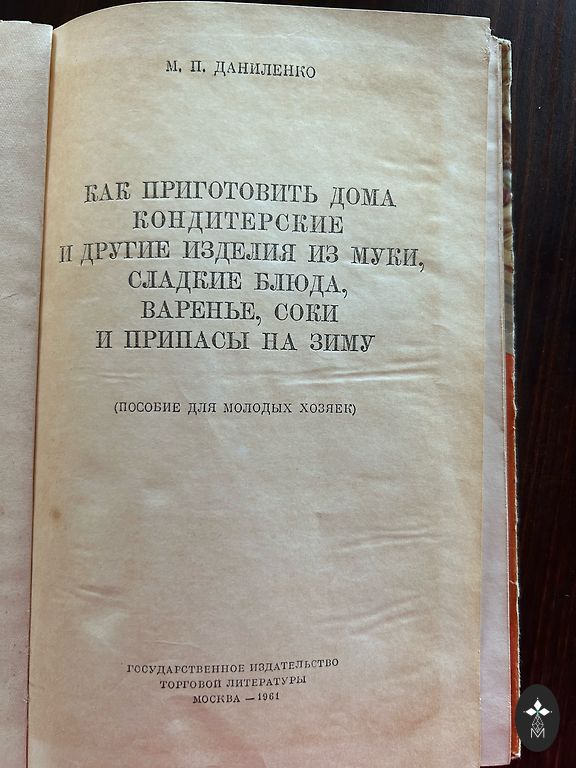 М. П. ДАНИЛЕНКО
КАК ПРИГОТОВИТЬ ДОМА
КОНДИТЕРСКИЕ
И ДРУГИЕ ИЗДЕЛИЯ ИЗ МУКИ,
СЛАДКИЕ БЛЮДА,
ВАРЕНЬЕ, СОКИ
И ПРИПАСЫ НА ЗИМУ
(ПОСОБИЕ ДЛЯ МОЛОДЫХ ХОЗЯЕК)
ГОСУДАРСТВЕННОЕ ИЗДАТЕЛЬСТВО
ТОРГОВОЙ ЛИТЕРАТУРЫ
МОСКВА — 1961
M